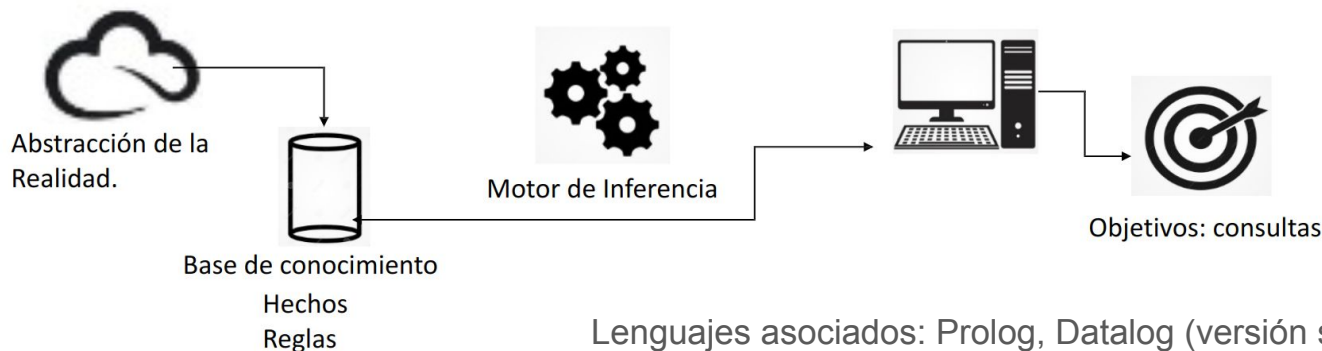 Abstracción de la
Realidad.
Motor de Inferencia
Objetivos: consultas
Base de conocimiento
Hechos
Reglas
Lenguajes asociados: Prolog, Datalog (versión